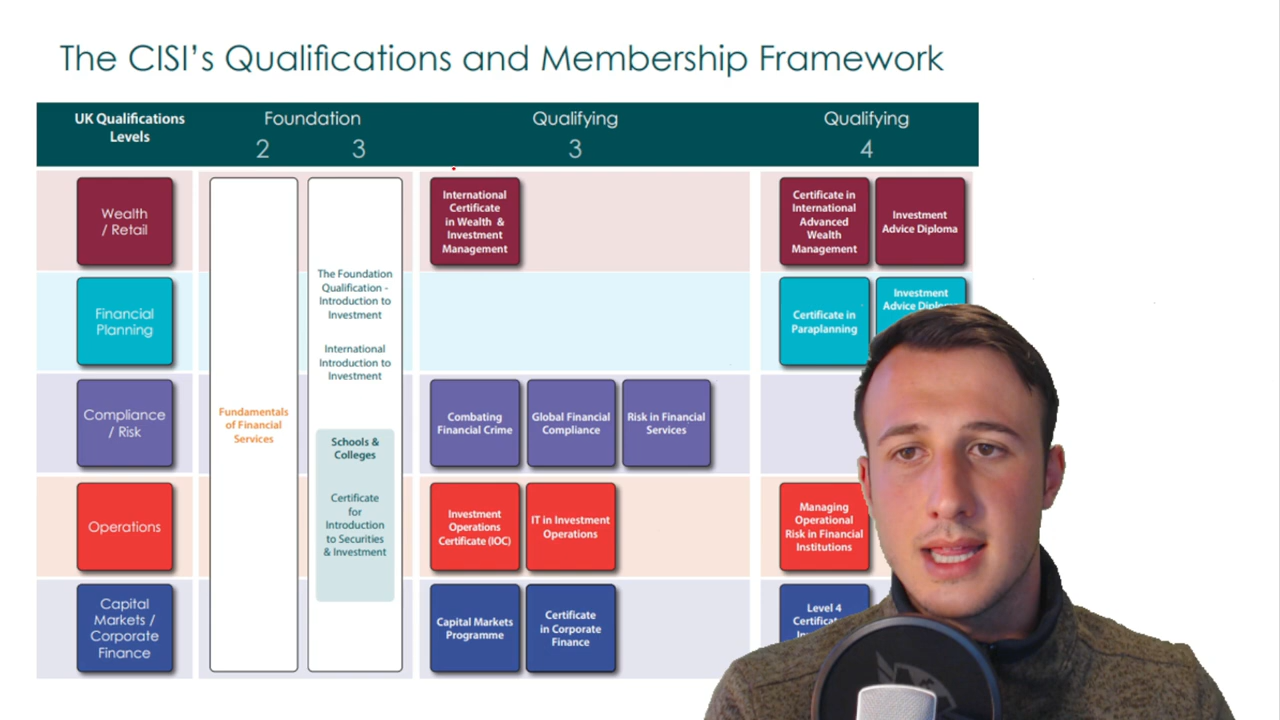 The CISI's Qualifications and Membership Framework
UK Qualifications
Levels
Foundation
2
3
Qualifying
3
Qualifying
4
Wealth
/ Retail
International
Certificate
in Wealth &
Investment
Management
Certificate in
International
Advanced
Wealth
Management
Investment
Advice Diploma
Financial
Planning
Certificate in
Paraplanning
Investment
Advice
Compliance
/ Risk
Combating
Financial Crime
Global Financial
Compliance
Risk in Financial
Services
Operations
Investment
Operations
Certificate (IOC)
IT in Investment
Operations
Managing
Operational
Risk in Financial
Institutions
Capital
Markets /
Corporate
Finance
Capital Markets
Programme
Certificate
in Corporate
Finance
Level 4
Fundamentals
of Financial
Services
The Foundation
Qualification -
Introduction to
Investment
International
Introduction to
Investment
Schools &
Colleges
Certificate
for
Introduction
to Securities
& Investment